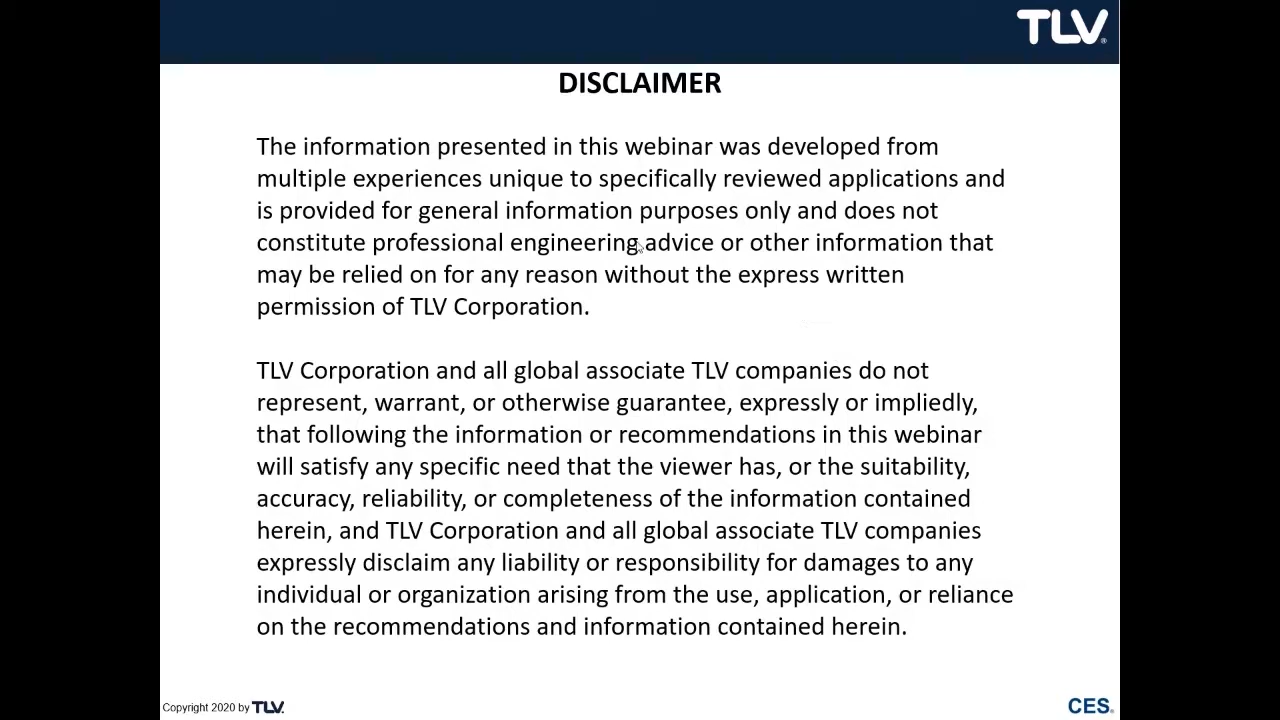 TLV
DISCLAIMER
The information presented in this webinar was developed from
multiple experiences unique to specifically reviewed applications and
is provided for general information purposes only and does not
constitute professional engineering advice or other information that
may be relied on for any reason without the express written
permission of TLV Corporation.
TLV Corporation and all global associate TLV companies do not
represent, warrant, or otherwise guarantee, expressly or impliedly,
that following the information or recommendations in this webinar
will satisfy any specific need that the viewer has, or the suitability,
accuracy, reliability, or completeness of the information contained
herein, and TLV Corporation and all global associate TLV companies
expressly disclaim any liability or responsibility for damages to any
individual or organization arising from the use, application, or reliance
on the recommendations and information contained herein.
Copyright 2020 by TLV.
CES